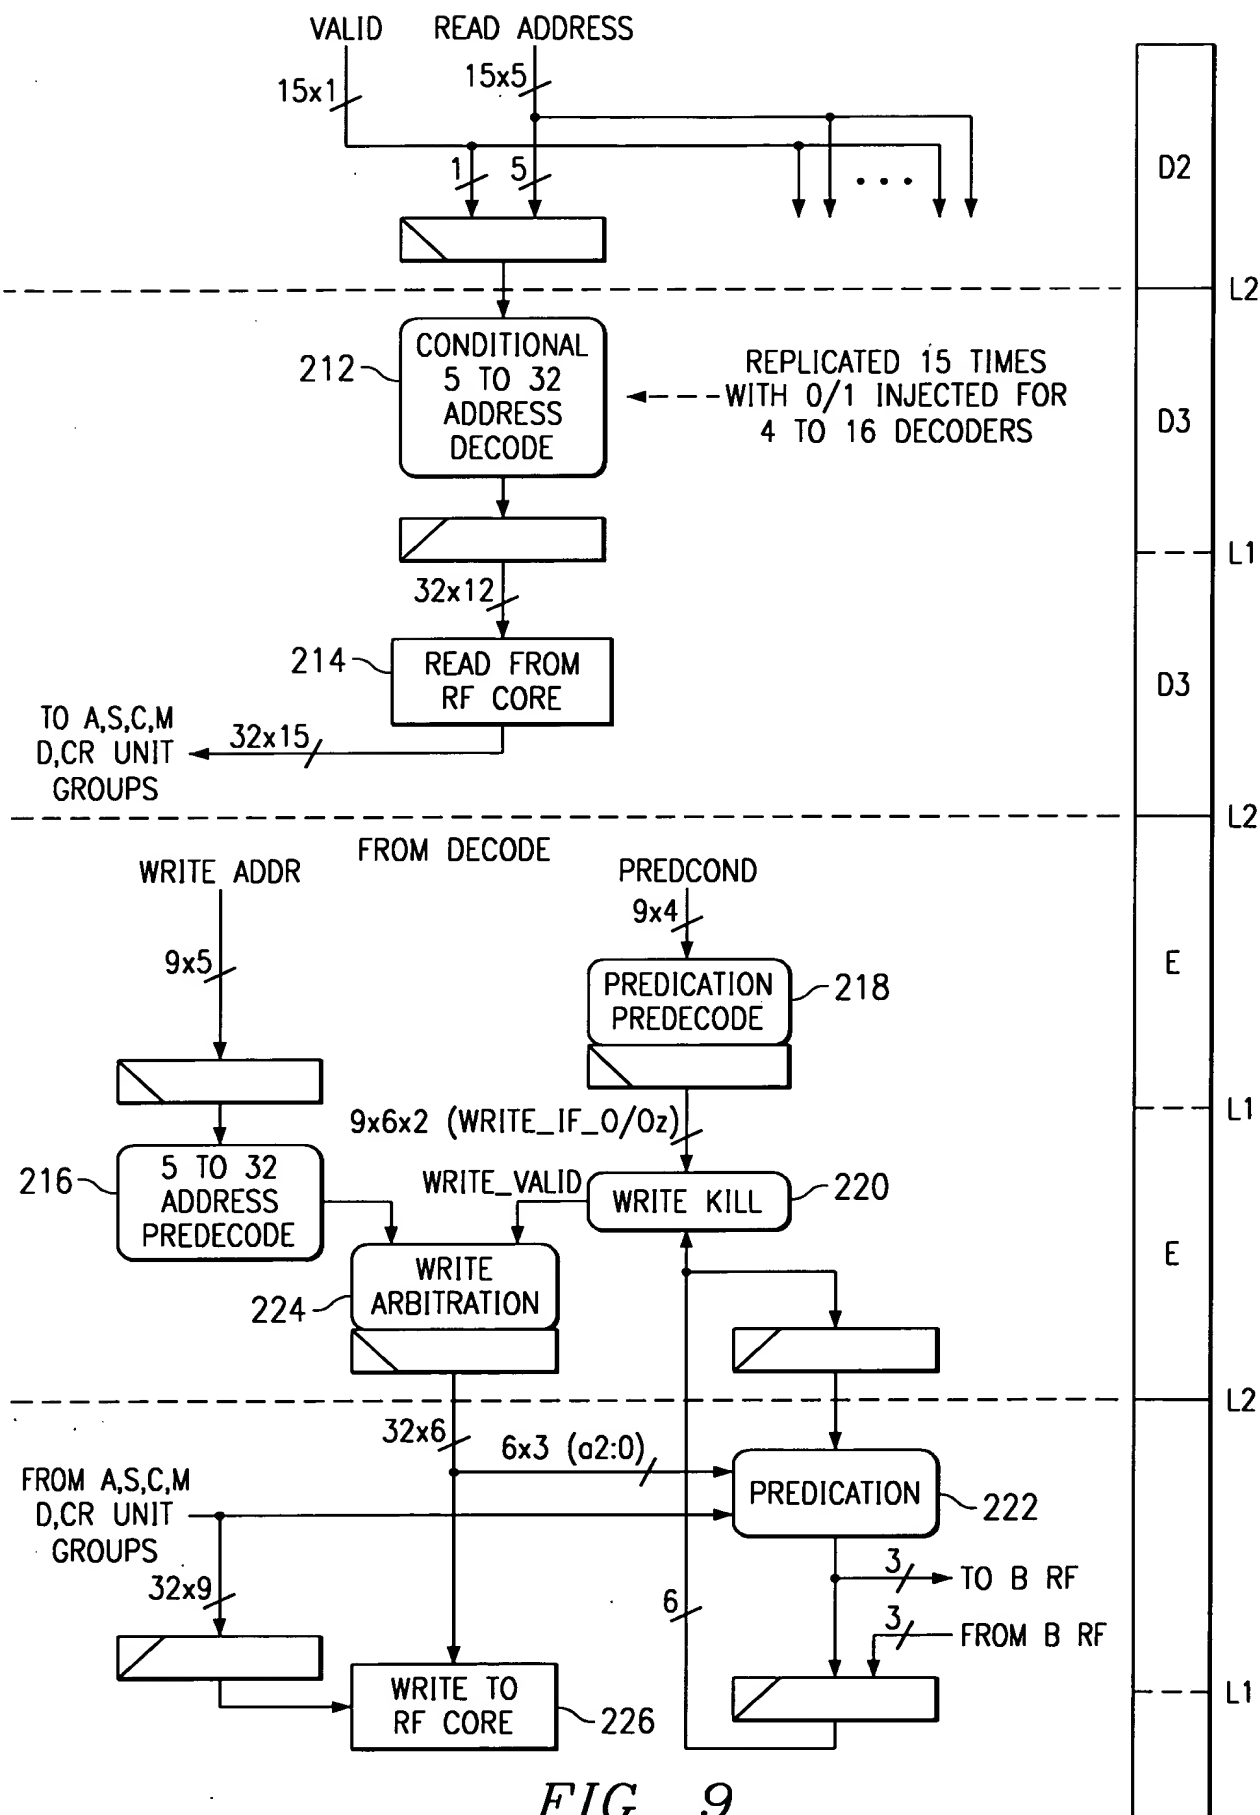 VALID READ ADDRESS
15x1
15x5
1
5
D2
L2
CONDITIONAL
5 TO 32
ADDRESS
DECODE
212
REPLICATED 15 TIMES
WITH 0/1 INJECTED FOR
4 TO 16 DECODERS
D3
L1
32x12
214
READ FROM
RF CORE
D3
TO A,S,C,M
D,CR UNIT
GROUPS
32x15
L2
FROM DECODE
WRITE ADDR
PREDCOND
9x4
9x5
PREDICATION
PREDECODE
218
E
L1
9x6x2 (WRITE_IF_0/0z)
216
5 TO 32
ADDRESS
PREDECODE
WRITE_VALID
WRITE KILL
220
WRITE
ARBITRATION
224
E
L2
32x6
6x3 (a2:0)
FROM A,S,C,M
D,CR UNIT
GROUPS
PREDICATION
222
32x9
6
3
TO B RF
3
FROM B RF
WRITE TO
RF CORE
226
L1
FIG. 9